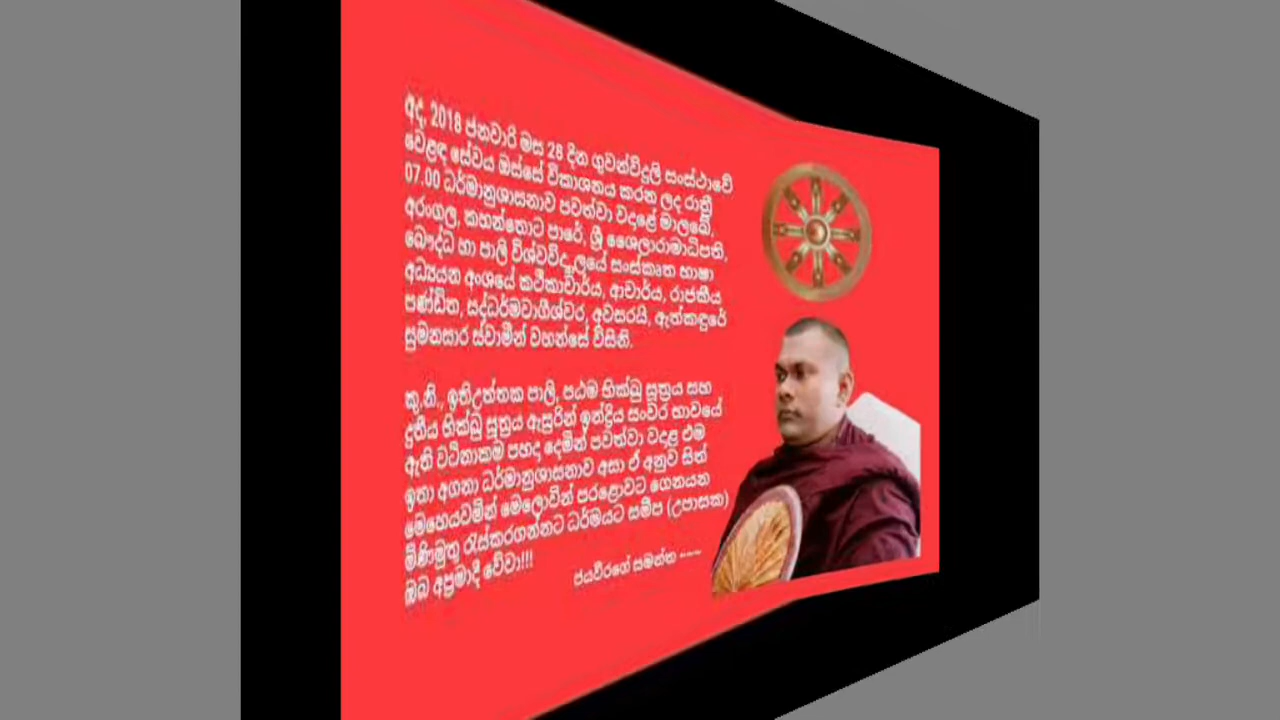 අද, 2018 ජනවාරි මස 28 දින ගුවන්විදුලි සංස්ථාවේ
වෙළඳ සේවය ඔස්සේ විකාශනය කරන ලද රාත්‍රී
07.00 ධර්මානුශාසනාව පවත්වා වදාළේ මාලබේ,
අරංගල, කහන්තොට පාරේ, ශ්‍රී ශෛලාරාමාධිපති,
බෞද්ධ හා පාලි විශ්වවිද්‍යාලයේ සංස්කෘත භාෂා
අධ්‍යයන අංශයේ කථිකාචාර්ය, ආචාර්ය, රාජකීය
පණ්ඩිත, සද්ධර්මවාගීශ්වර, අවසරයි, ඇත්කඳුරේ
සුමනසාර ස්වාමීන් වහන්සේ විසිනි.
කු.නි., ඉතිඋත්තක පාලි, පඨම භික්ඛු සූත්‍රය සහ
දුතීය භික්ඛු සූත්‍රය ඇසුරින් ඉන්ද්‍රිය සංවර භාවයේ
ඇති වටිනාකම පහදා දෙමින් පවත්වා වදාළ එම
ඉතා අගනා ධර්මානුශාසනාව අසා ඒ අනුව සිත්
මෙහෙයවමින් මෙලොවින් පරළොවට ගෙනයන
මිණිමුතු රැස්කරගන්නට ධර්මයට සමීප (උපාසක)
ඔබ අප්‍රමාදී වේවා!!!
ජයවීරගේ සමන්ත ~~~